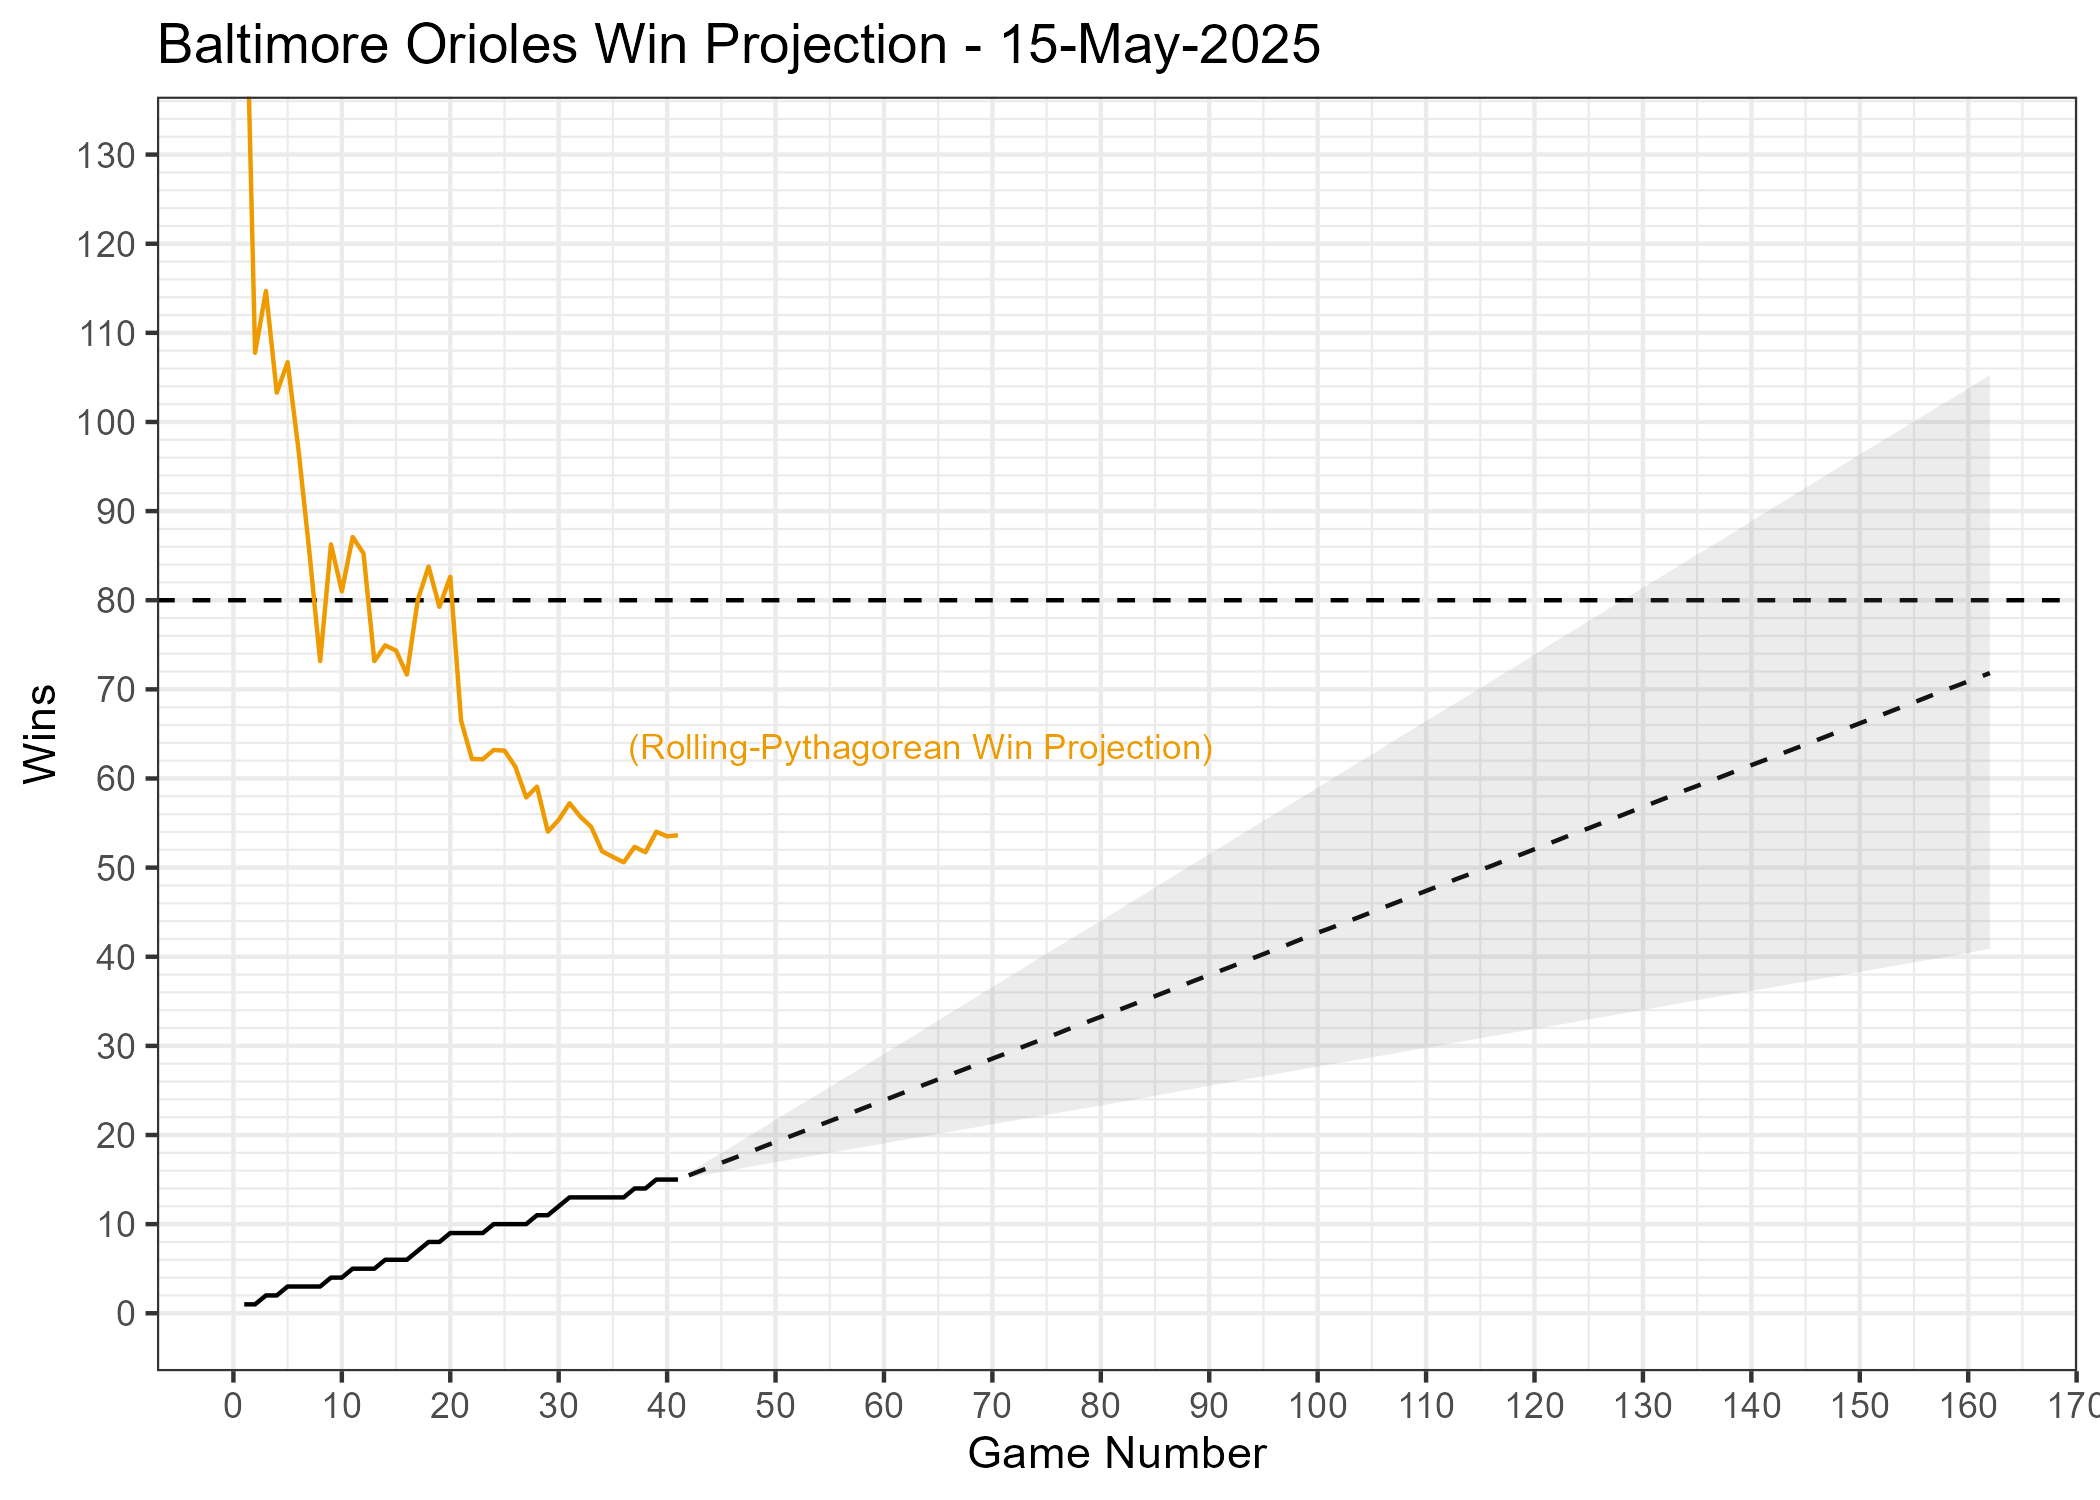 Baltimore Orioles Win Projection - 15-May-2025
130
120
110
100
90
80
70
60
50
40
30
20
10
0
Wins
(Rolling-Pythagorean Win Projection)
0 10 20 30 40 50 60 70 80 90 100 110 120 130 140 150 160 170
Game Number